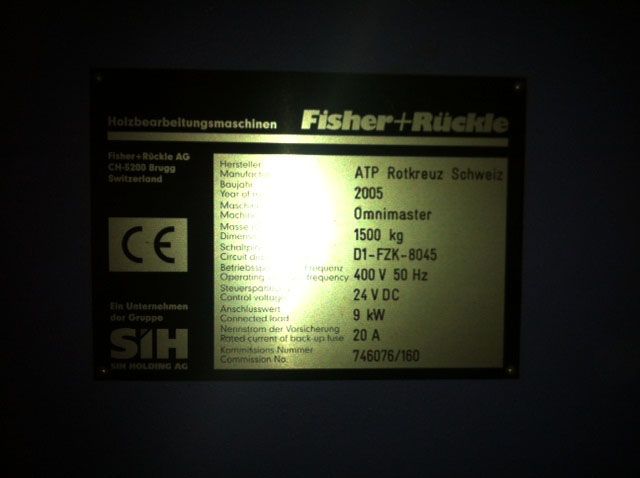 Holzbearbeitungsmaschinen Fisher+Rückle
Fisher+Rückle AG
CH-5200 Brugg
Switzerland
CE
Ein Unternehmen
der Gruppe
SIH
SIH HOLDING AG
Hersteller
ATP Rotkreuz Schweiz
Baujahr
Year of
2005
Omnimaster
1500 kg
D1-FZK-8045
Circuit
Operating frequency
400 V 50 Hz
Control
24 V DC
Anschlusswert
Connected load
9 kW
Nennstrom der Vorsicherung
Rated current of back-up fuse
20 A
Kommissions Nummer
Commission No.
746076/160